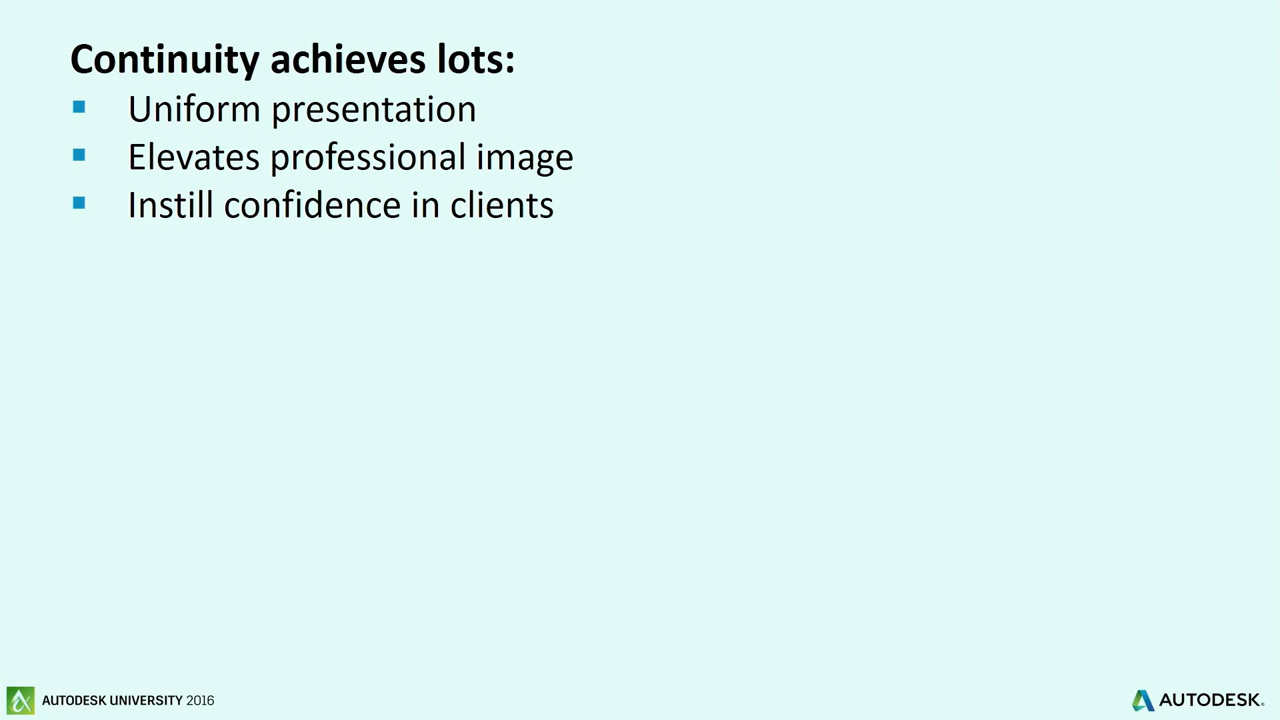 Continuity achieves lots:
▪ Uniform presentation
▪ Elevates professional image
▪ Instill confidence in clients
AUTODESK UNIVERSITY 2016
AUTODESK®